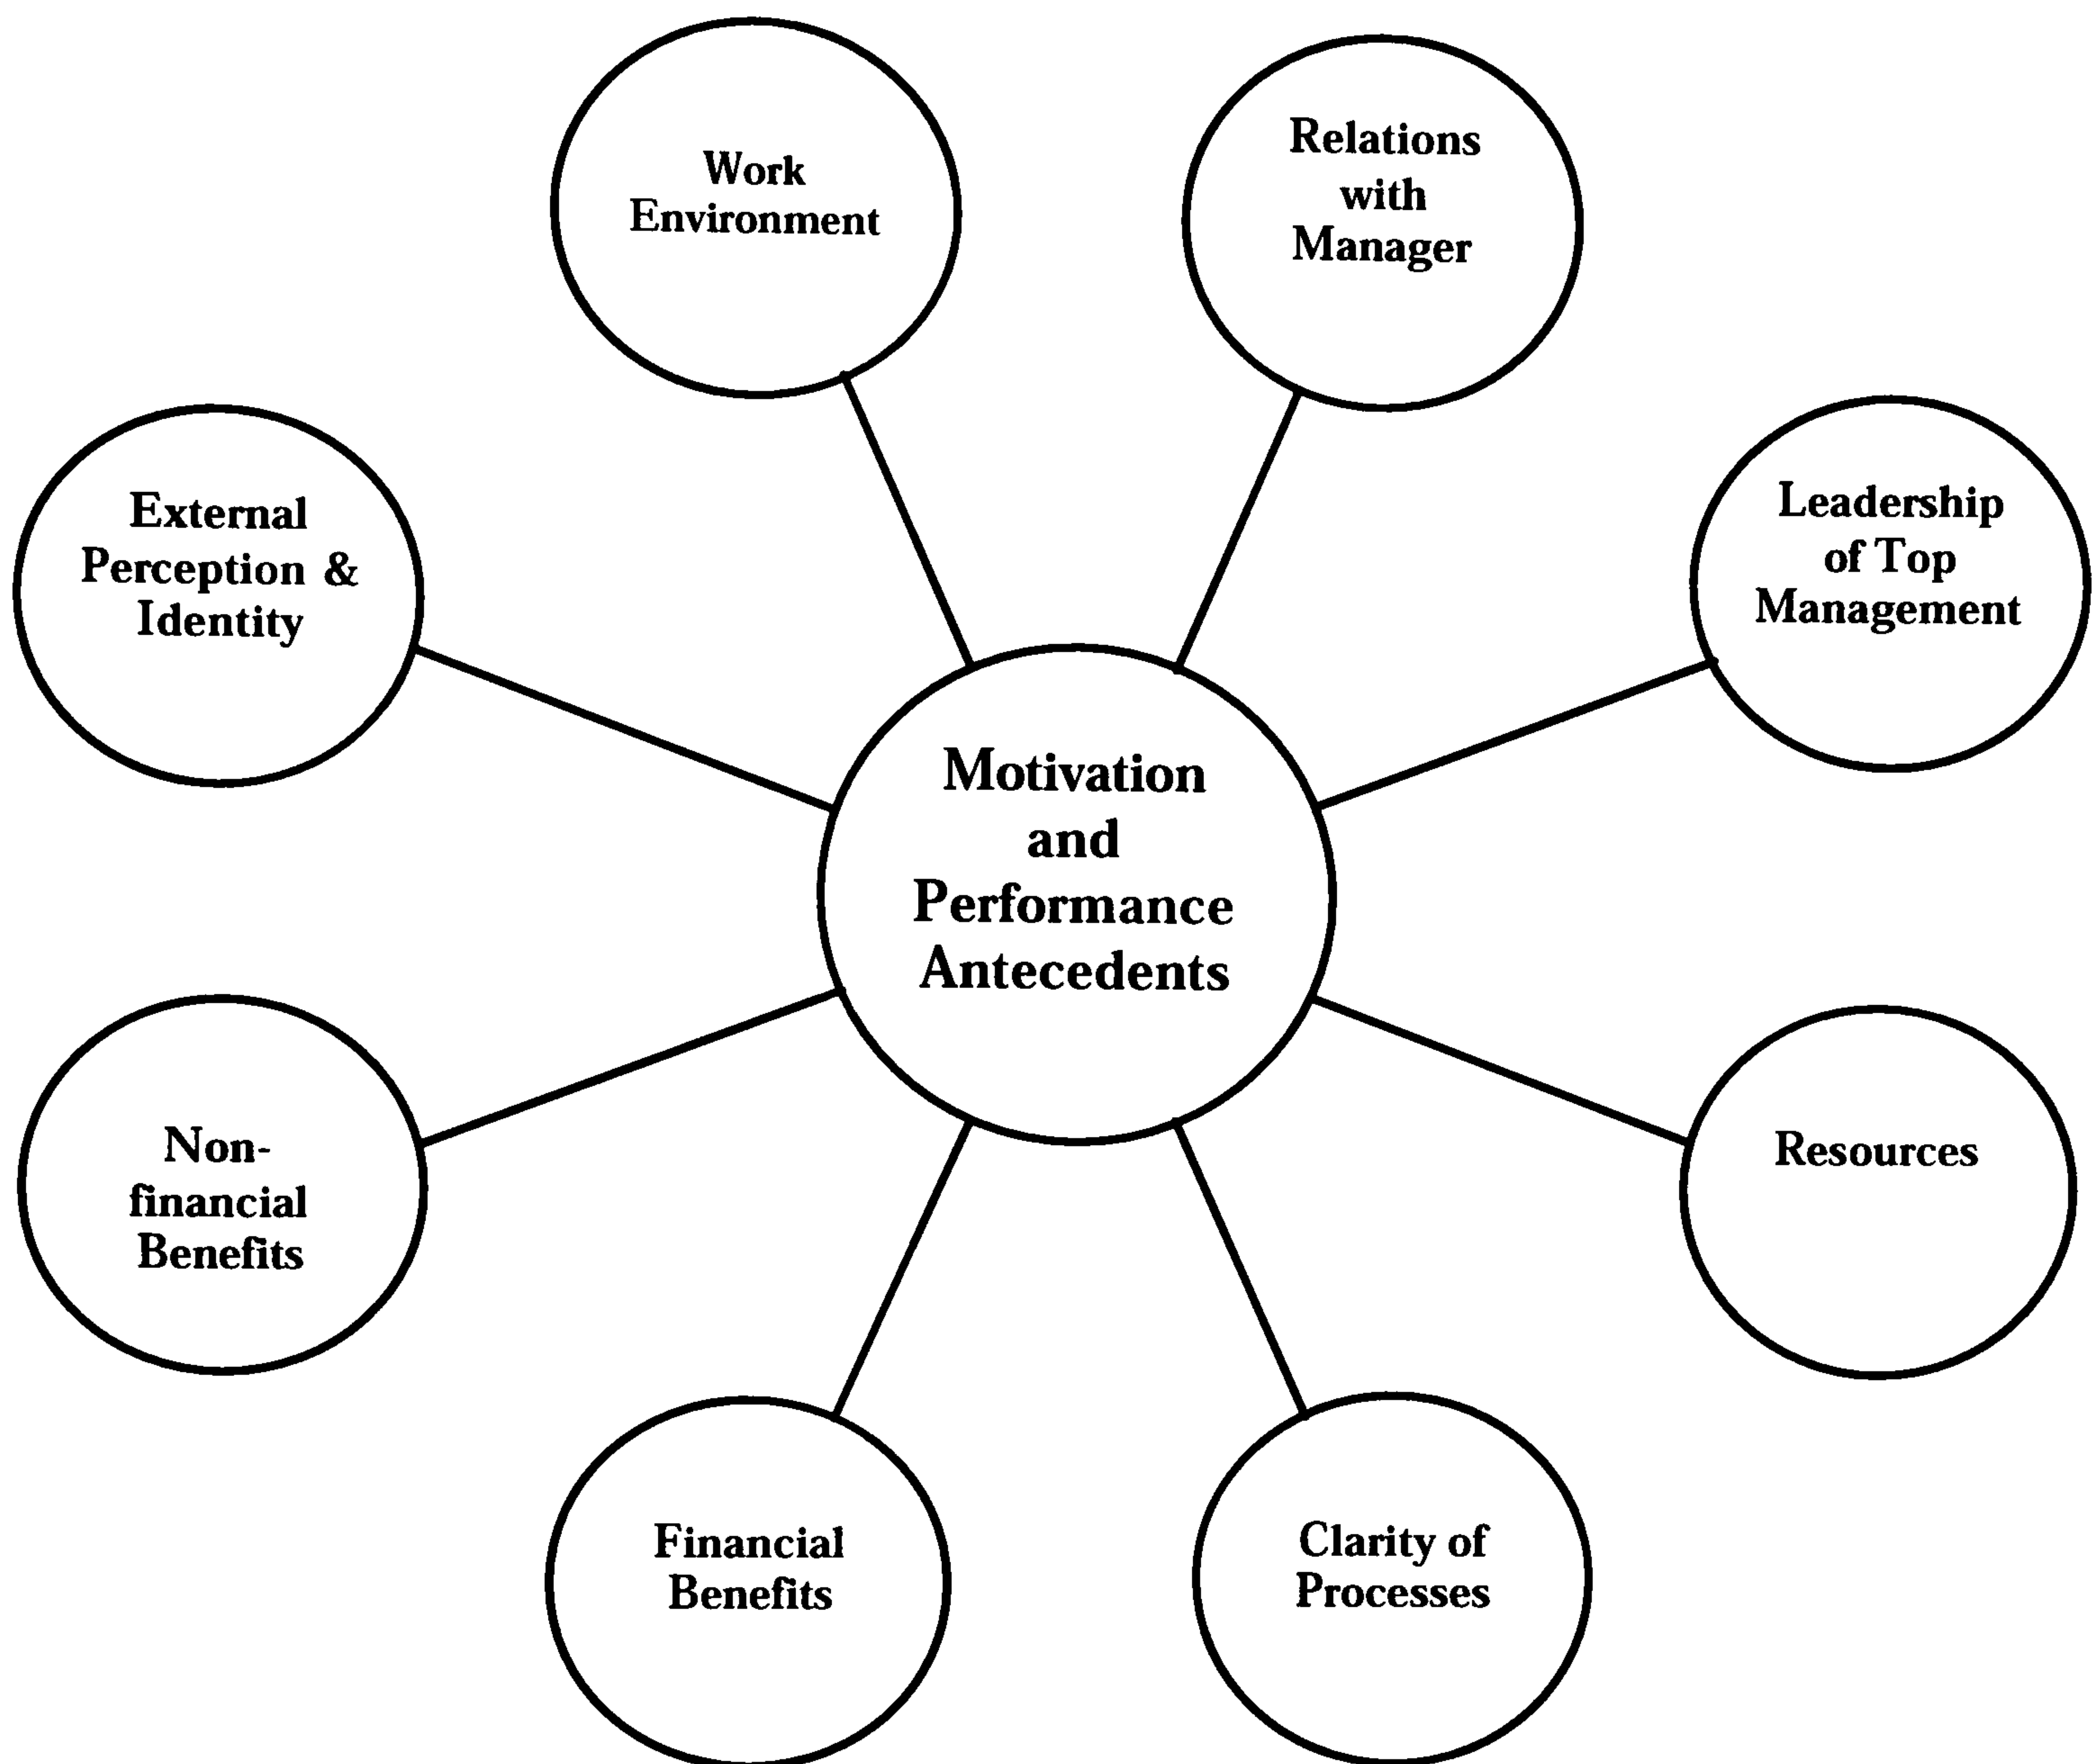 Work
Environment
Relations
with
Manager
External
Perception &
Identity
Leadership
of Top
Management
Motivation
and
Performance
Antecedents
Non-
financial
Benefits
Resources
Financial
Benefits
Clarity of
Processes